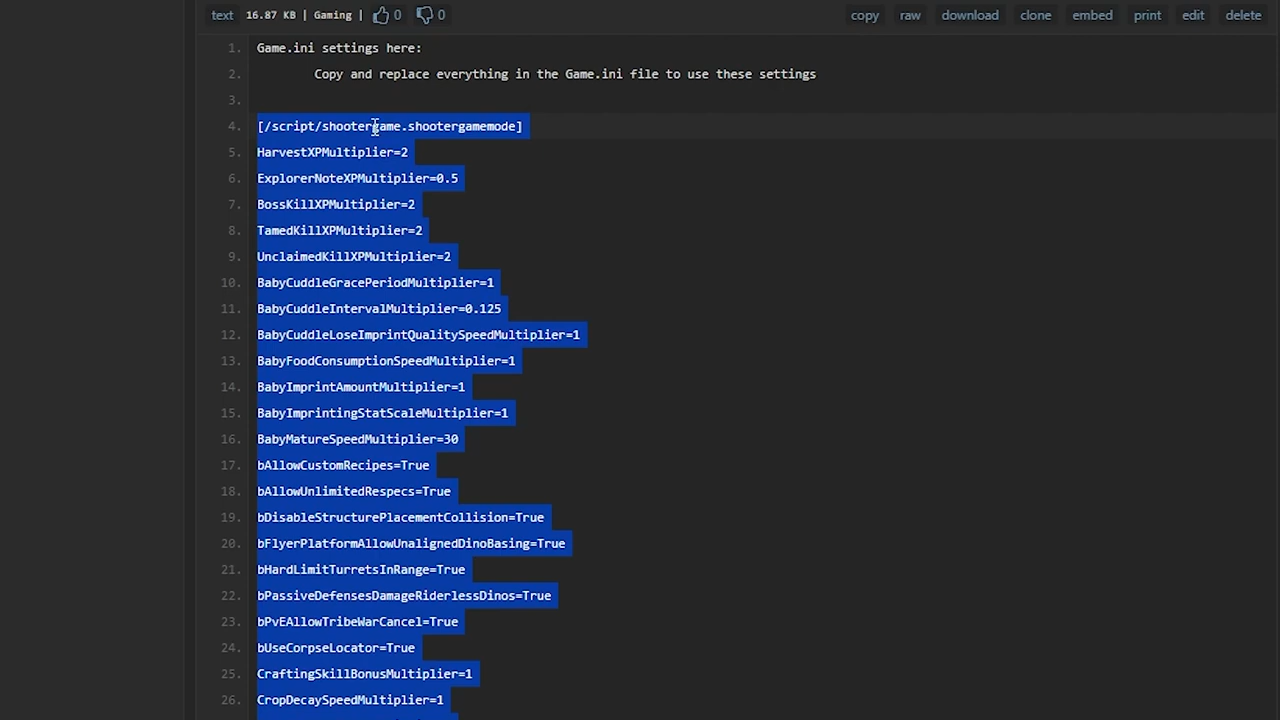 text 16.87 KB | Gaming | 0 0 copy raw download clone embed print edit delete
1. Game.ini settings here:
2. Copy and replace everything in the Game.ini file to use these settings
3.
4. [/script/shootergame.shootergamemode]
5. HarvestXPMultiplier=2
6. ExplorerNoteXPMultiplier=0.5
7. BossKillXPMultiplier=2
8. TamedKillXPMultiplier=2
9. UnclaimedKillXPMultiplier=2
10. BabyCuddleGracePeriodMultiplier=1
11. BabyCuddleIntervalMultiplier=0.125
12. BabyCuddleLoseImprintQualitySpeedMultiplier=1
13. BabyFoodConsumptionSpeedMultiplier=1
14. BabyImprintAmountMultiplier=1
15. BabyImprintingStatScaleMultiplier=1
16. BabyMatureSpeedMultiplier=30
17. bAllowCustomRecipes=True
18. bAllowUnlimitedRespecs=True
19. bDisableStructurePlacementCollision=True
20. bFlyerPlatformAllowUnalignedDinoBasing=True
21. bHardLimitTurretsInRange=True
22. bPassiveDefensesDamageRiderlessDinos=True
23. bPvEAllowTribeWarCancel=True
24. bUseCorpseLocator=True
25. CraftingSkillBonusMultiplier=1
26. CropDecaySpeedMultiplier=1